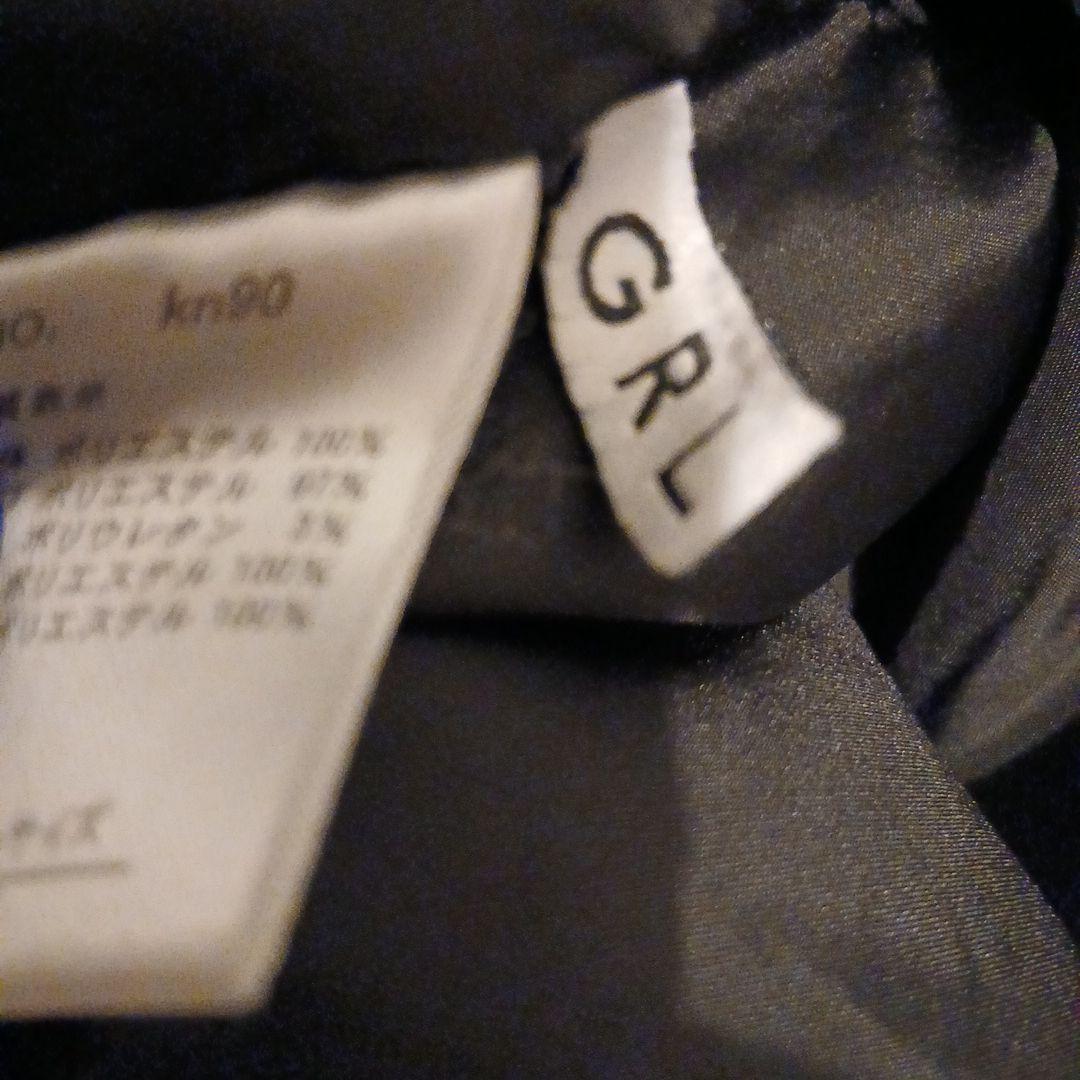 kn90
ポリエステル 100%
ポリエステル 97%
ポリウレタン 3%
ポリエステル 100%
ポリエステル 100%
サイズ
GRL